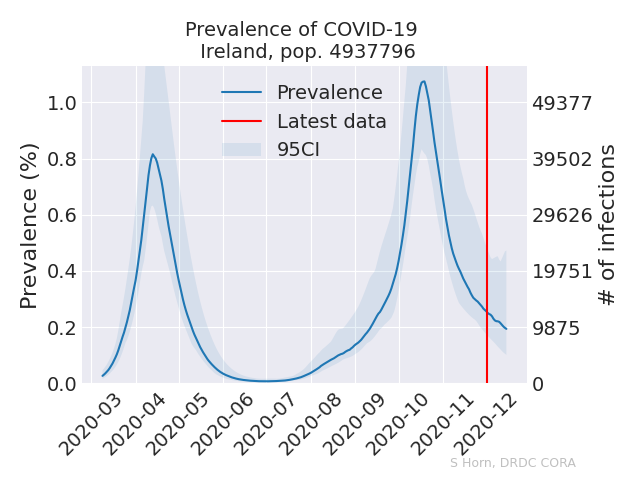 Prevalence of COVID-19
Ireland, pop. 4937796
Prevalence
Latest data
95CI
Prevalence (%)
1.0
0.8
0.6
0.4
0.2
0.0
49377
39502
29626
19751
9875
0
# of infections
2020-03
2020-04
2020-05
2020-06
2020-07
2020-08
2020-09
2020-10
2020-11
2020-12
S Horn, DRDC CORA